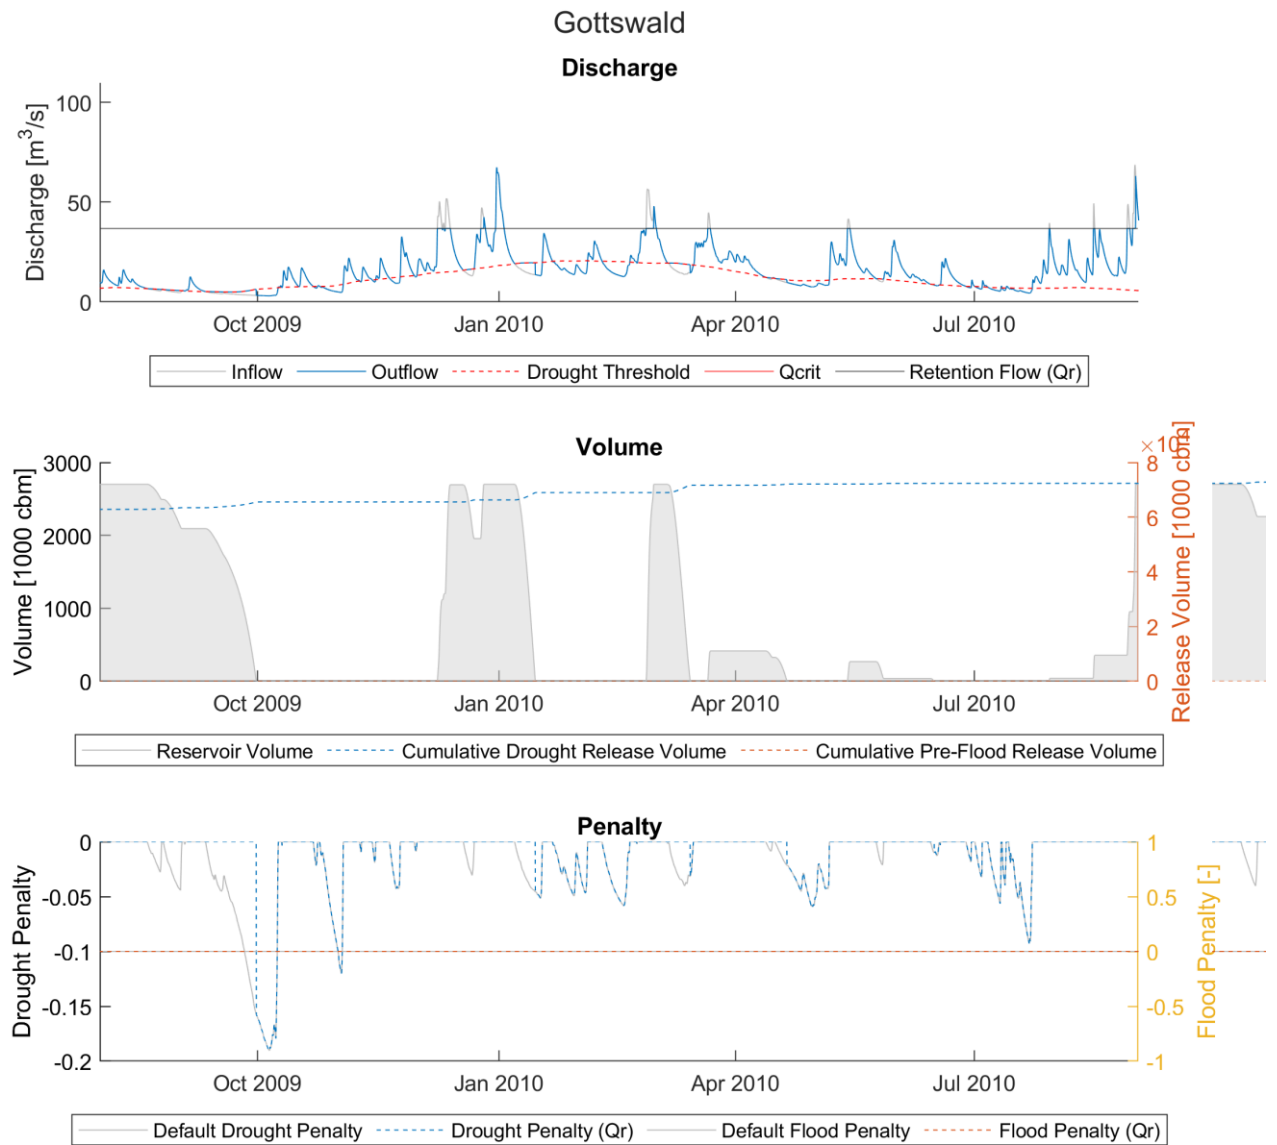 Gottswald
Discharge
Discharge [m³/s]
100
50
0
Oct 2009 Jan 2010 Apr 2010 Jul 2010
Inflow Outflow Drought Threshold Qcrit Retention Flow (Qr)
Volume
Volume [1000 cbm]
3000
2000
1000
0
×10
8
6
4
2
0
Release Volume [1000 cbm]
Oct 2009 Jan 2010 Apr 2010 Jul 2010
Reservoir Volume Cumulative Drought Release Volume Cumulative Pre-Flood Release Volume
Penalty
Drought Penalty
0
-0.05
-0.1
-0.15
-0.2
1
0.5
0
-0.5
-1
Flood Penalty [-]
Oct 2009 Jan 2010 Apr 2010 Jul 2010
Default Drought Penalty Drought Penalty (Qr) Default Flood Penalty Flood Penalty (Qr)